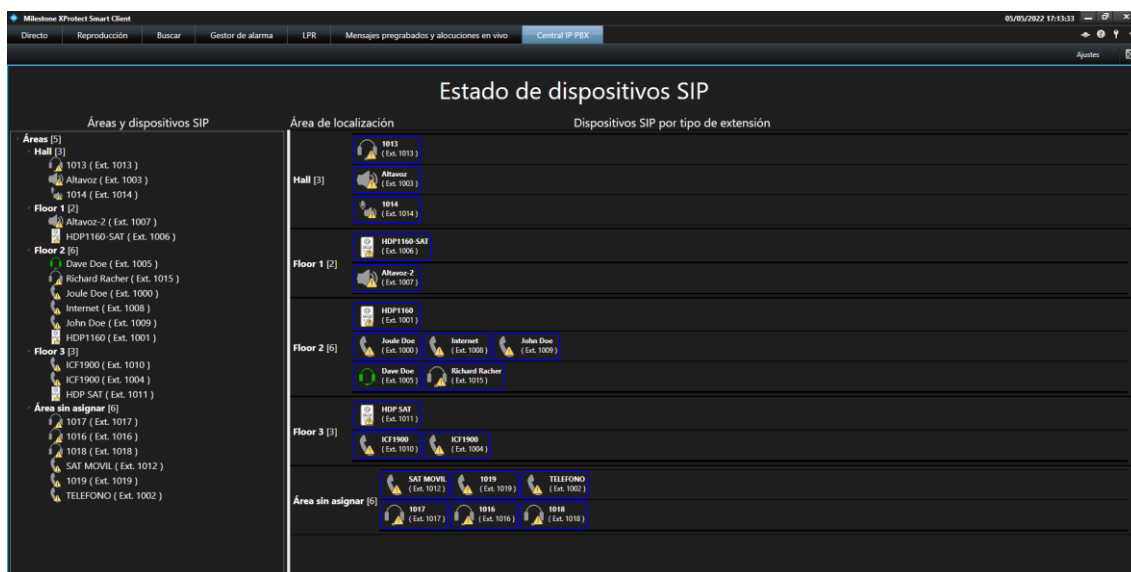 Milestone XProtect Smart Client
05/05/2022 17:13:33
Directo Reproducción Buscar Gestor de alarma LPR Mensajes pregrabados y alocuciones en vivo Central IP PBX
Ajustes
Estado de dispositivos SIP
Áreas y dispositivos SIP
Áreas [5]
Hall [3]
1013 ( Ext. 1013 )
Altavoz ( Ext. 1003 )
1014 ( Ext. 1014 )
Floor 1 [2]
Altavoz-2 ( Ext. 1007 )
HDP1160-SAT ( Ext. 1006 )
Floor 2 [6]
Dave Doe ( Ext. 1005 )
Richard Racher ( Ext. 1015 )
Joule Doe ( Ext. 1000 )
Internet ( Ext. 1008 )
John Doe ( Ext. 1009 )
HDP1160 ( Ext. 1001 )
Floor 3 [3]
ICF1900 ( Ext. 1010 )
ICF1900 ( Ext. 1004 )
HDP SAT ( Ext. 1011 )
Área sin asignar [6]
1017 ( Ext. 1017 )
1016 ( Ext. 1016 )
1018 ( Ext. 1018 )
SAT MOVIL ( Ext. 1012 )
1019 ( Ext. 1019 )
TELEFONO ( Ext. 1002 )
Área de localización
Dispositivos SIP por tipo de extensión
Hall [3]
1013
( Ext. 1013 )
Altavoz
( Ext. 1003 )
1014
( Ext. 1014 )
Floor 1 [2]
HDP1160-SAT
( Ext. 1006 )
Altavoz-2
( Ext. 1007 )
Floor 2 [6]
HDP1160
( Ext. 1001 )
Joule Doe
( Ext. 1000 )
Internet
( Ext. 1008 )
John Doe
( Ext. 1009 )
Dave Doe
( Ext. 1005 )
Richard Racher
( Ext. 1015 )
Floor 3 [3]
HDP SAT
( Ext. 1011 )
ICF1900
( Ext. 1010 )
ICF1900
( Ext. 1004 )
Área sin asignar [6]
SAT MOVIL
( Ext. 1012 )
1019
( Ext. 1019 )
TELEFONO
( Ext. 1002 )
1017
( Ext. 1017 )
1016
( Ext. 1016 )
1018
( Ext. 1018 )